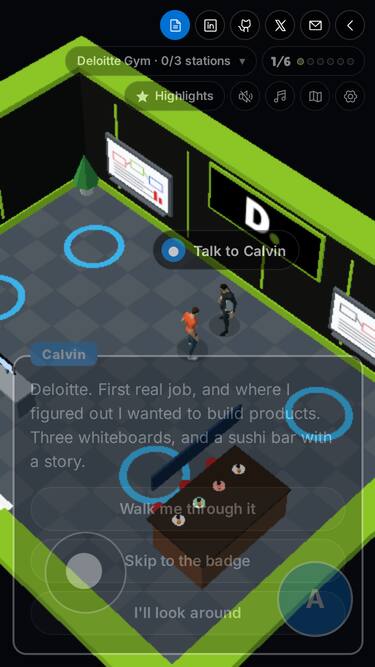 Deloitte Gym · 0/3 stations ▾
1/6
★ Highlights
D.
Talk to Calvin
Calvin
Deloitte. First real job, and where I
figured out I wanted to build products.
Three whiteboards, and a sushi bar with
a story.
Walk me through it
Skip to the badge
I'll look around
A